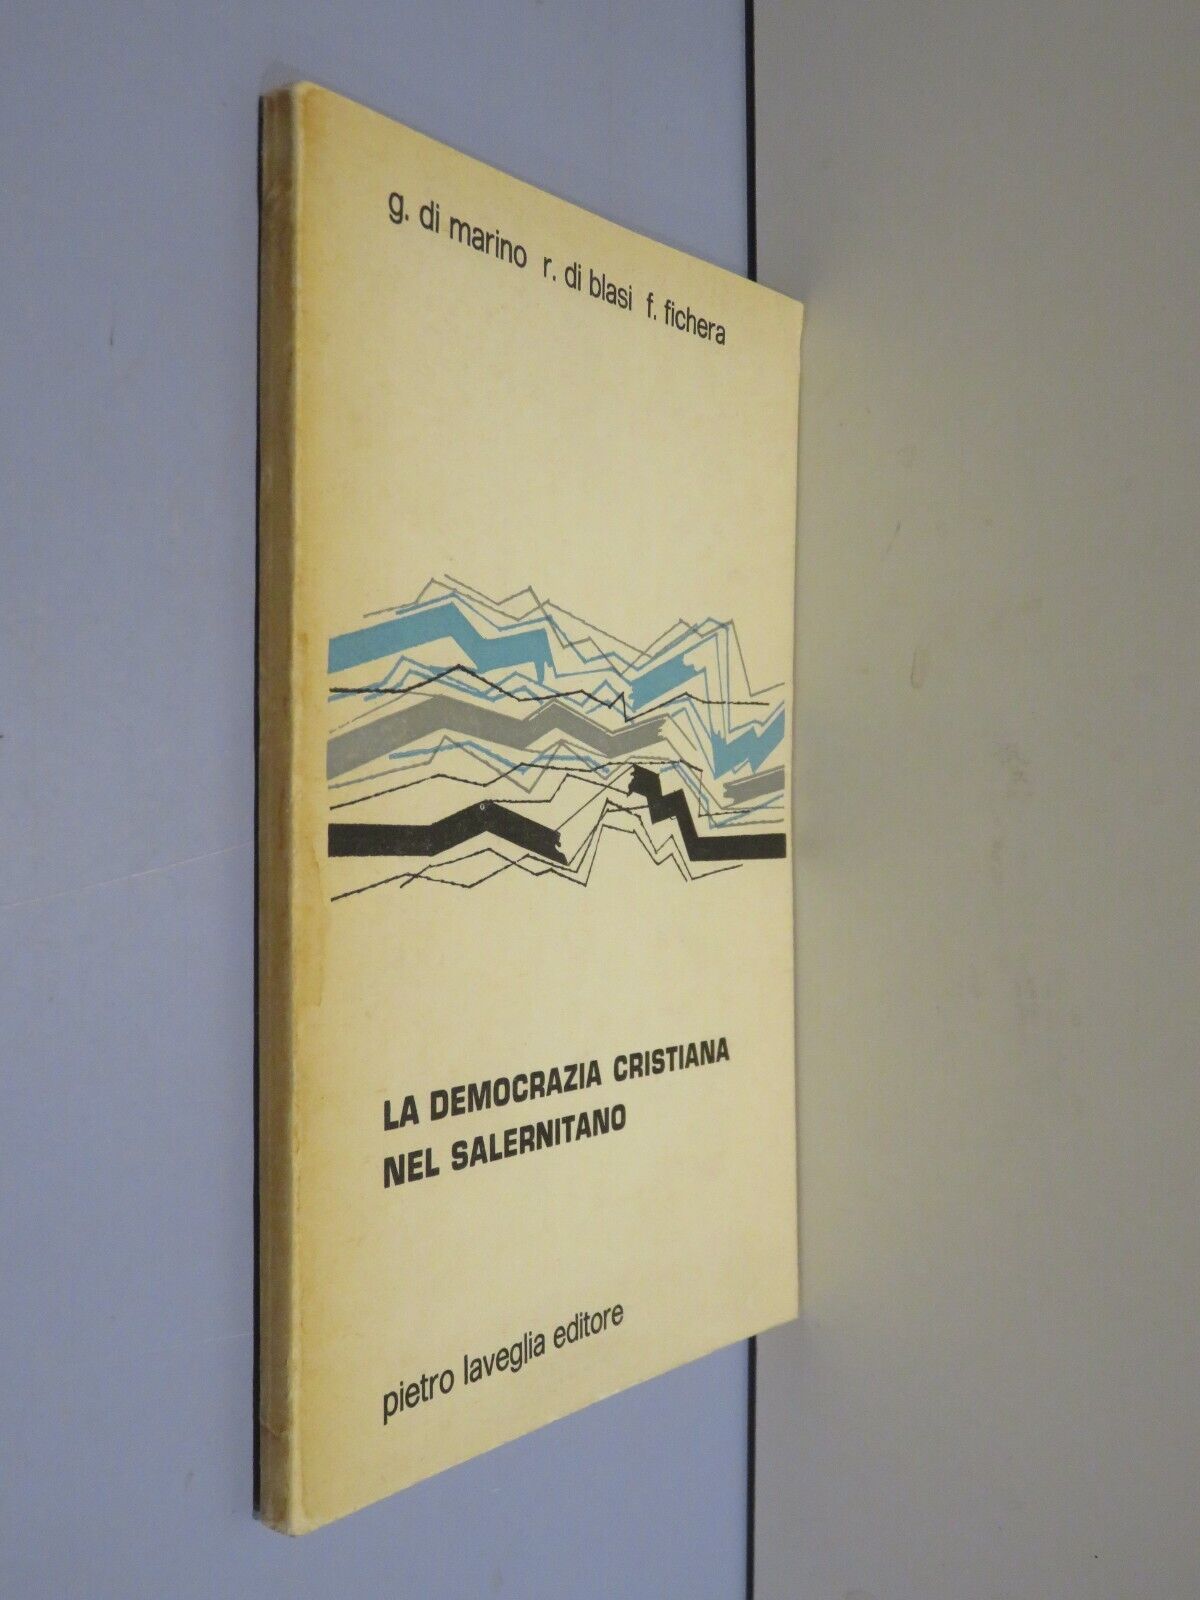 g. di marino r. di blasi f. fichera
LA DEMOCRAZIA CRISTIANA
NEL SALERNITANO
pietro laveglia editore